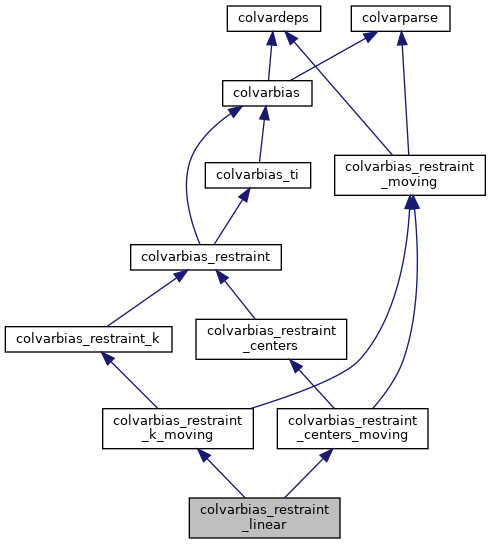 colvardeps
colvarparse
colvarbias
colvarbias_ti
colvarbias_restraint
_moving
colvarbias_restraint
colvarbias_restraint_k
colvarbias_restraint
_centers
colvarbias_restraint
_k_moving
colvarbias_restraint
_centers_moving
colvarbias_restraint
_linear